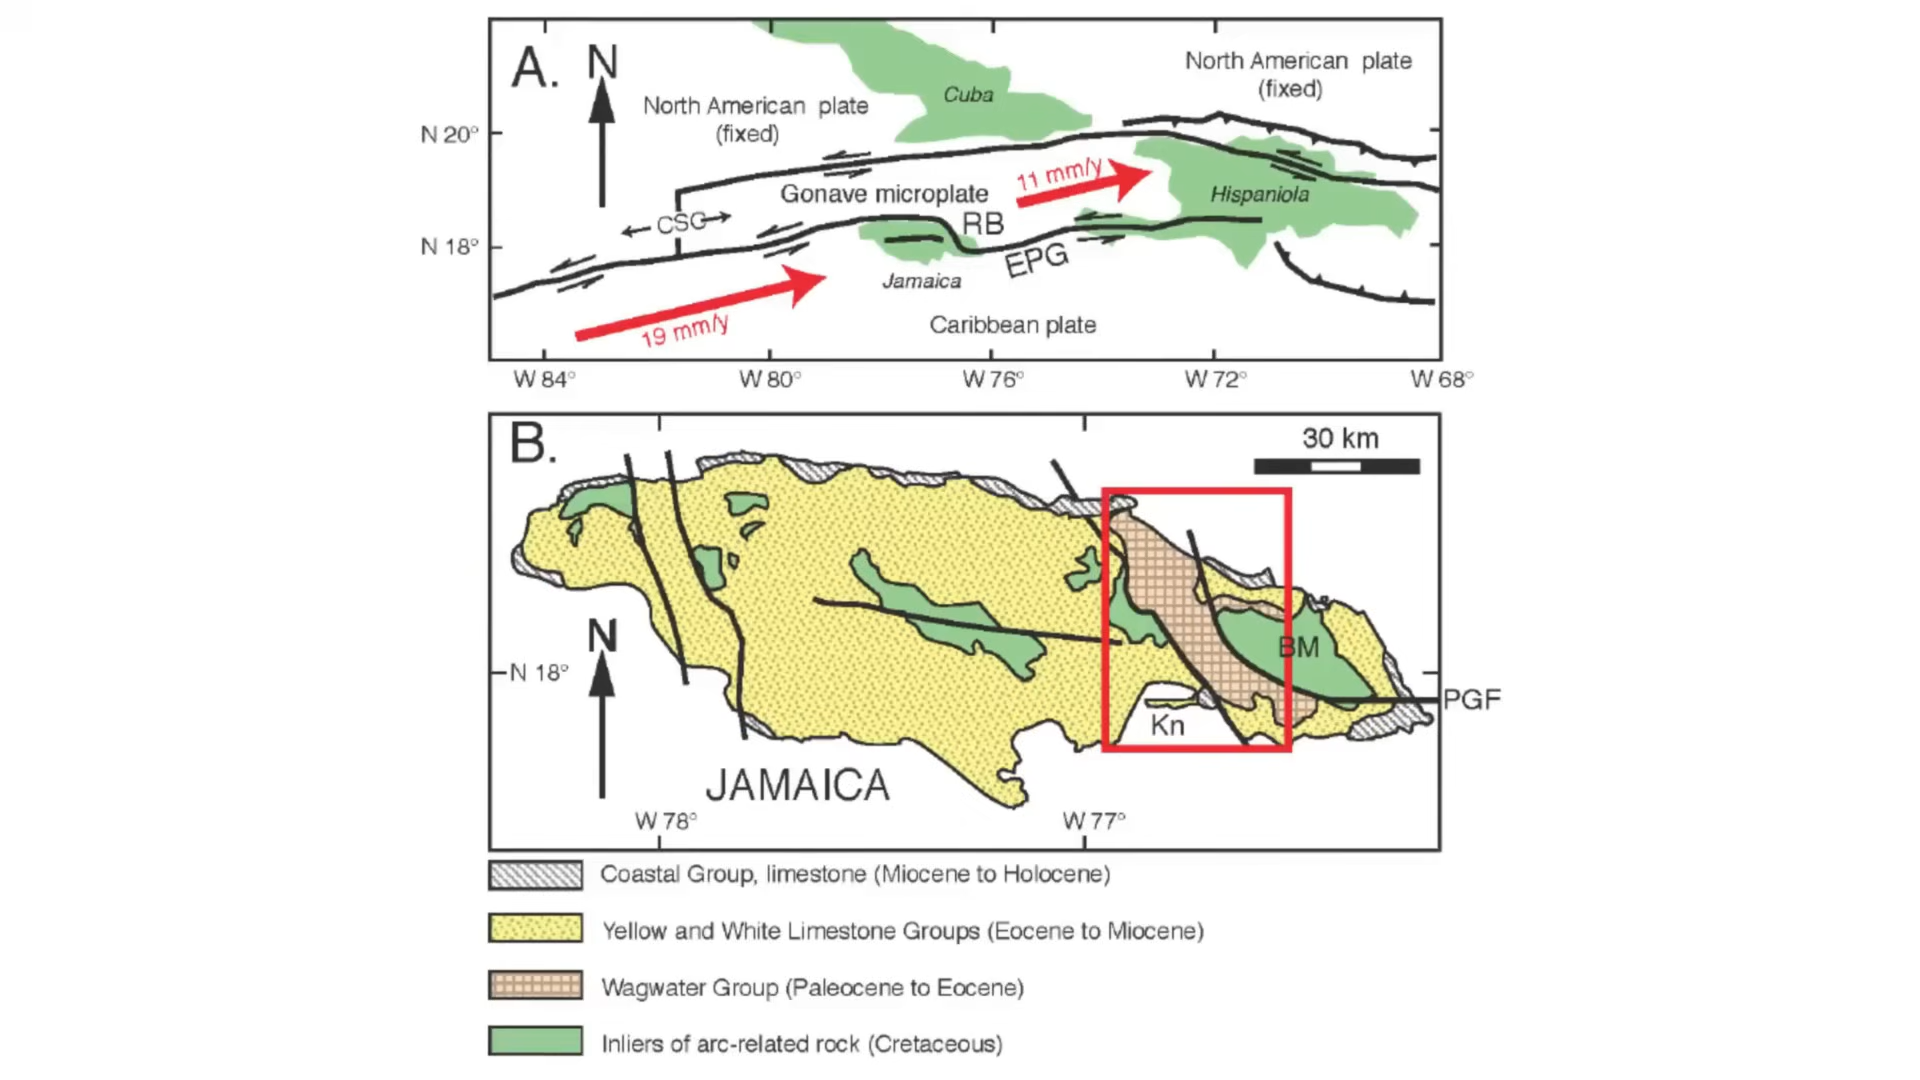 A.
N
North American plate
(fixed)
Cuba
North American plate
(fixed)
N 20°
11 mm/y
Gonave microplate
Hispaniola
CSC
RB
N 18°
EPG
Jamaica
19 mm/y
Caribbean plate
W 84°
W 80°
W 76°
W 72°
W 68°
B.
30 km
N
BM
N 18°
PGF
Kn
JAMAICA
W 78°
W 77°
Coastal Group, limestone (Miocene to Holocene)
Yellow and White Limestone Groups (Eocene to Miocene)
Wagwater Group (Paleocene to Eocene)
Inliers of arc-related rock (Cretaceous)